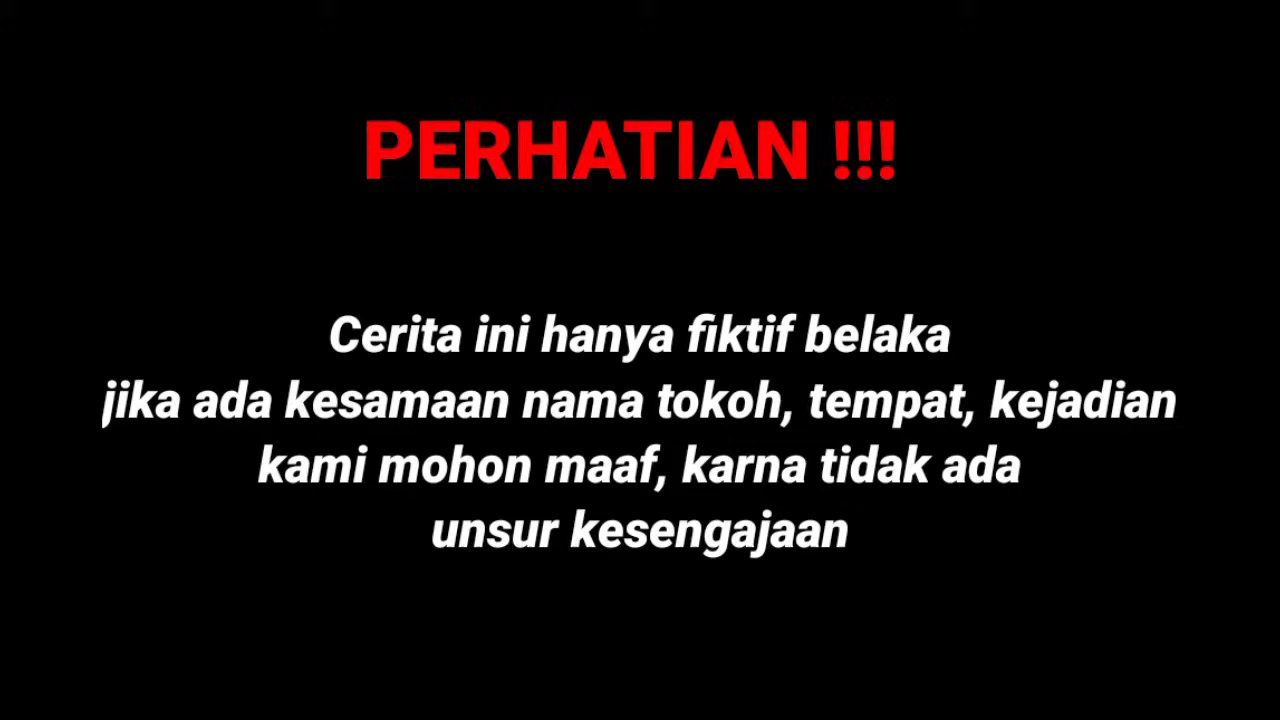 PERHATIAN !!!
Cerita ini hanya fiktif belaka
jika ada kesamaan nama tokoh, tempat, kejadian
kami mohon maaf, karna tidak ada
unsur kesengajaan